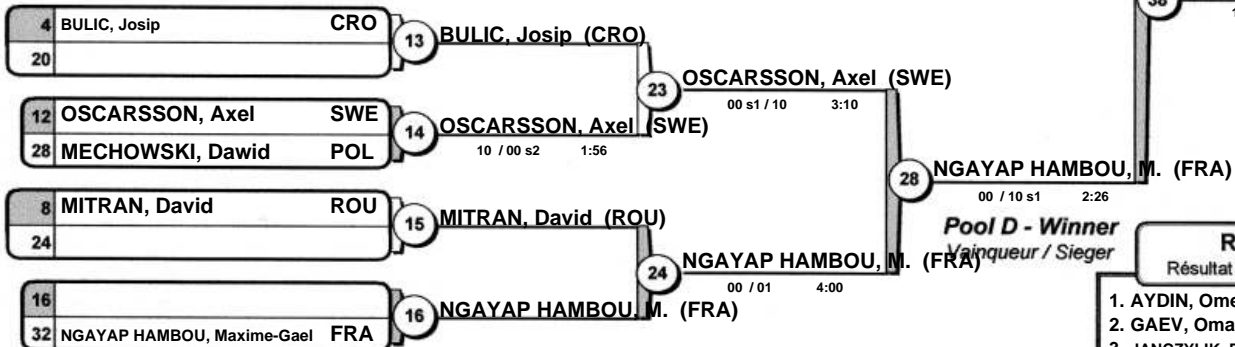 4 BULIC, Josip CRO
20
13 BULIC, Josip (CRO)
12 OSCARSSON, Axel SWE
28 MECHOWSKI, Dawid POL
14 OSCARSSON, Axel (SWE)
10 / 00 s2 1:56
23 OSCARSSON, Axel (SWE)
00 s1 / 10 3:10
8 MITRAN, David ROU
24
15 MITRAN, David (ROU)
16
32 NGAYAP HAMBOU, Maxime-Gael FRA
16 NGAYAP HAMBOU, M. (FRA)
24 NGAYAP HAMBOU, M. (FRA)
00 / 01 4:00
28 NGAYAP HAMBOU, M. (FRA)
00 / 10 s1 2:26
Pool D - Winner
Vainqueur / Sieger
38
R
Résultat
1. AYDIN, Ome
2. GAEV, Oma